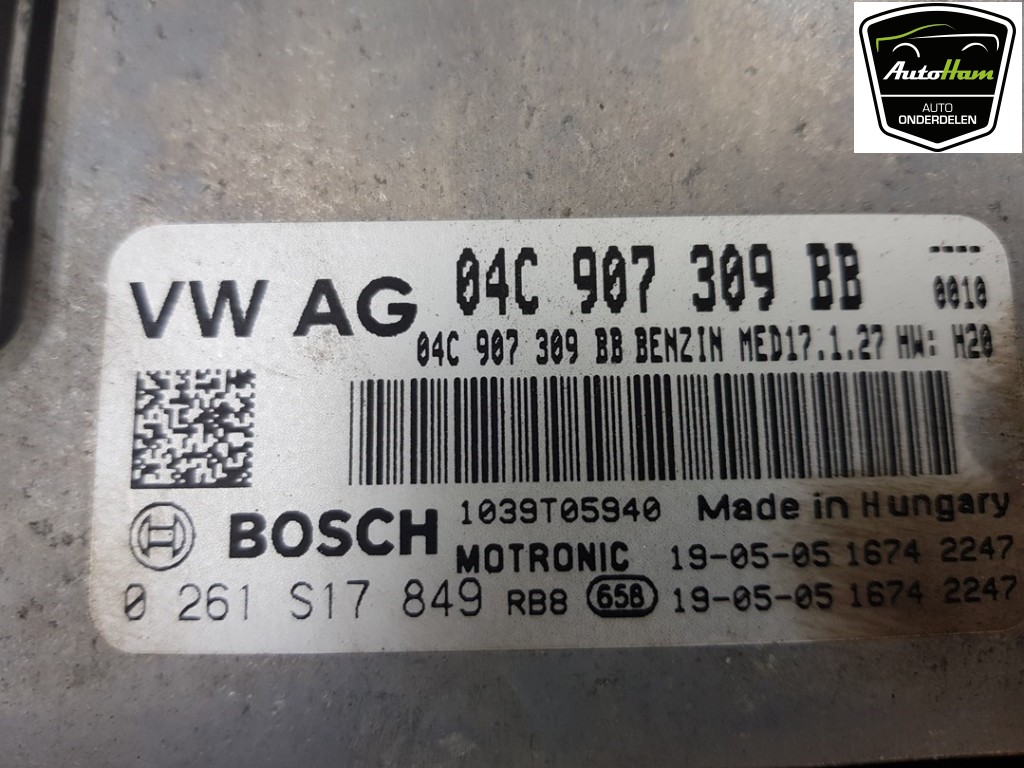 AutoHam
AUTO
ONDERDELEN
VW AG 04C 907 309 BB ---- 0010
04C 907 309 BB BENZIN MED17.1.27 HW: H20
BOSCH 1039T05940 Made in Hungary
MOTRONIC 19-05-05 1674 2247
0 261 S17 849 RB8 658 19-05-05 1674 2247